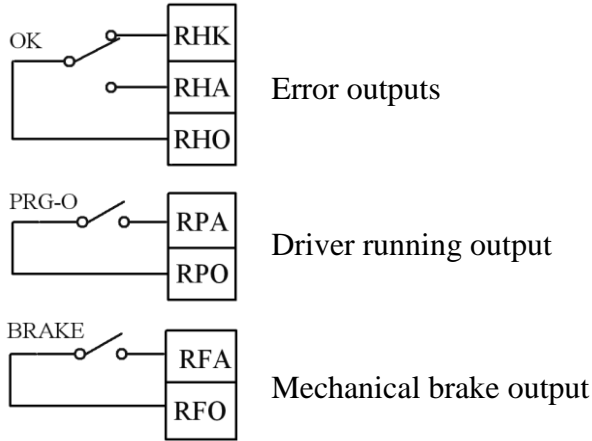 OK
RHK
RHA
RHO
Error outputs
PRG-O
RPA
RPO
Driver running output
BRAKE
RFA
RFO
Mechanical brake output